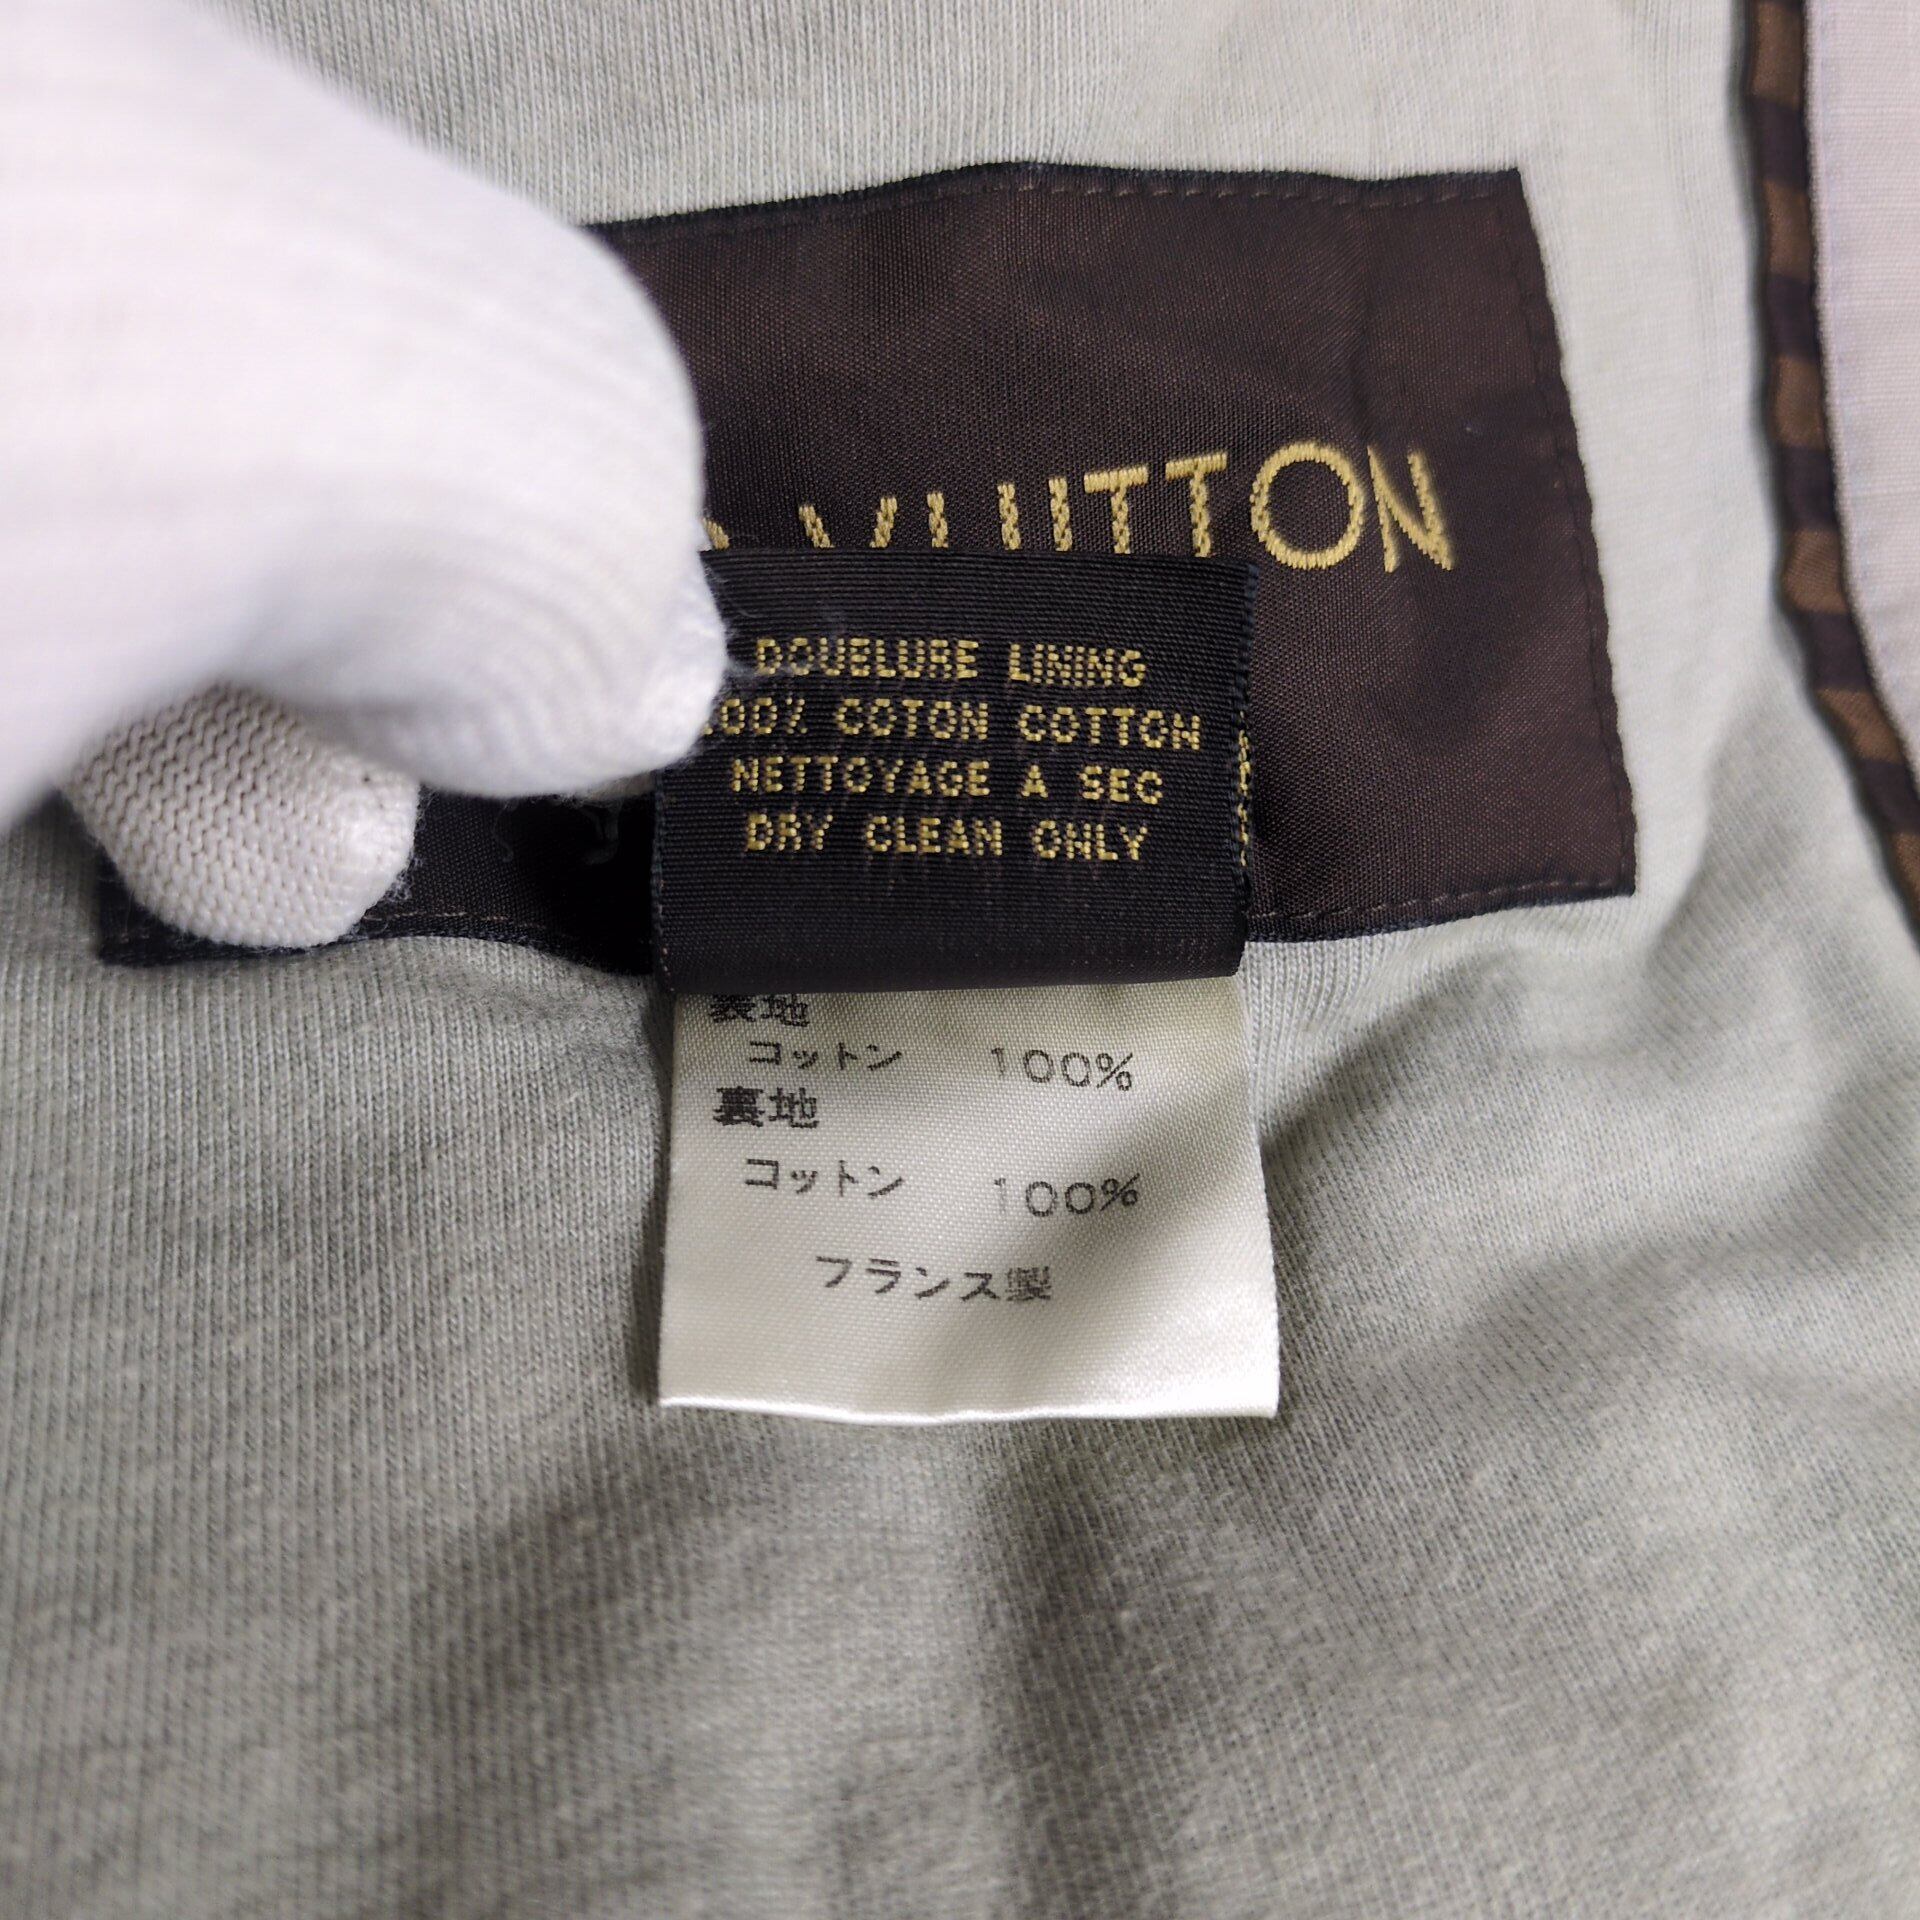 VUITTON
DOUBLURE LINING
100% COTON COTTON
NETTOYAGE A SEC
DRY CLEAN ONLY
表地
コットン 100%
裏地
コットン 100%
フランス製